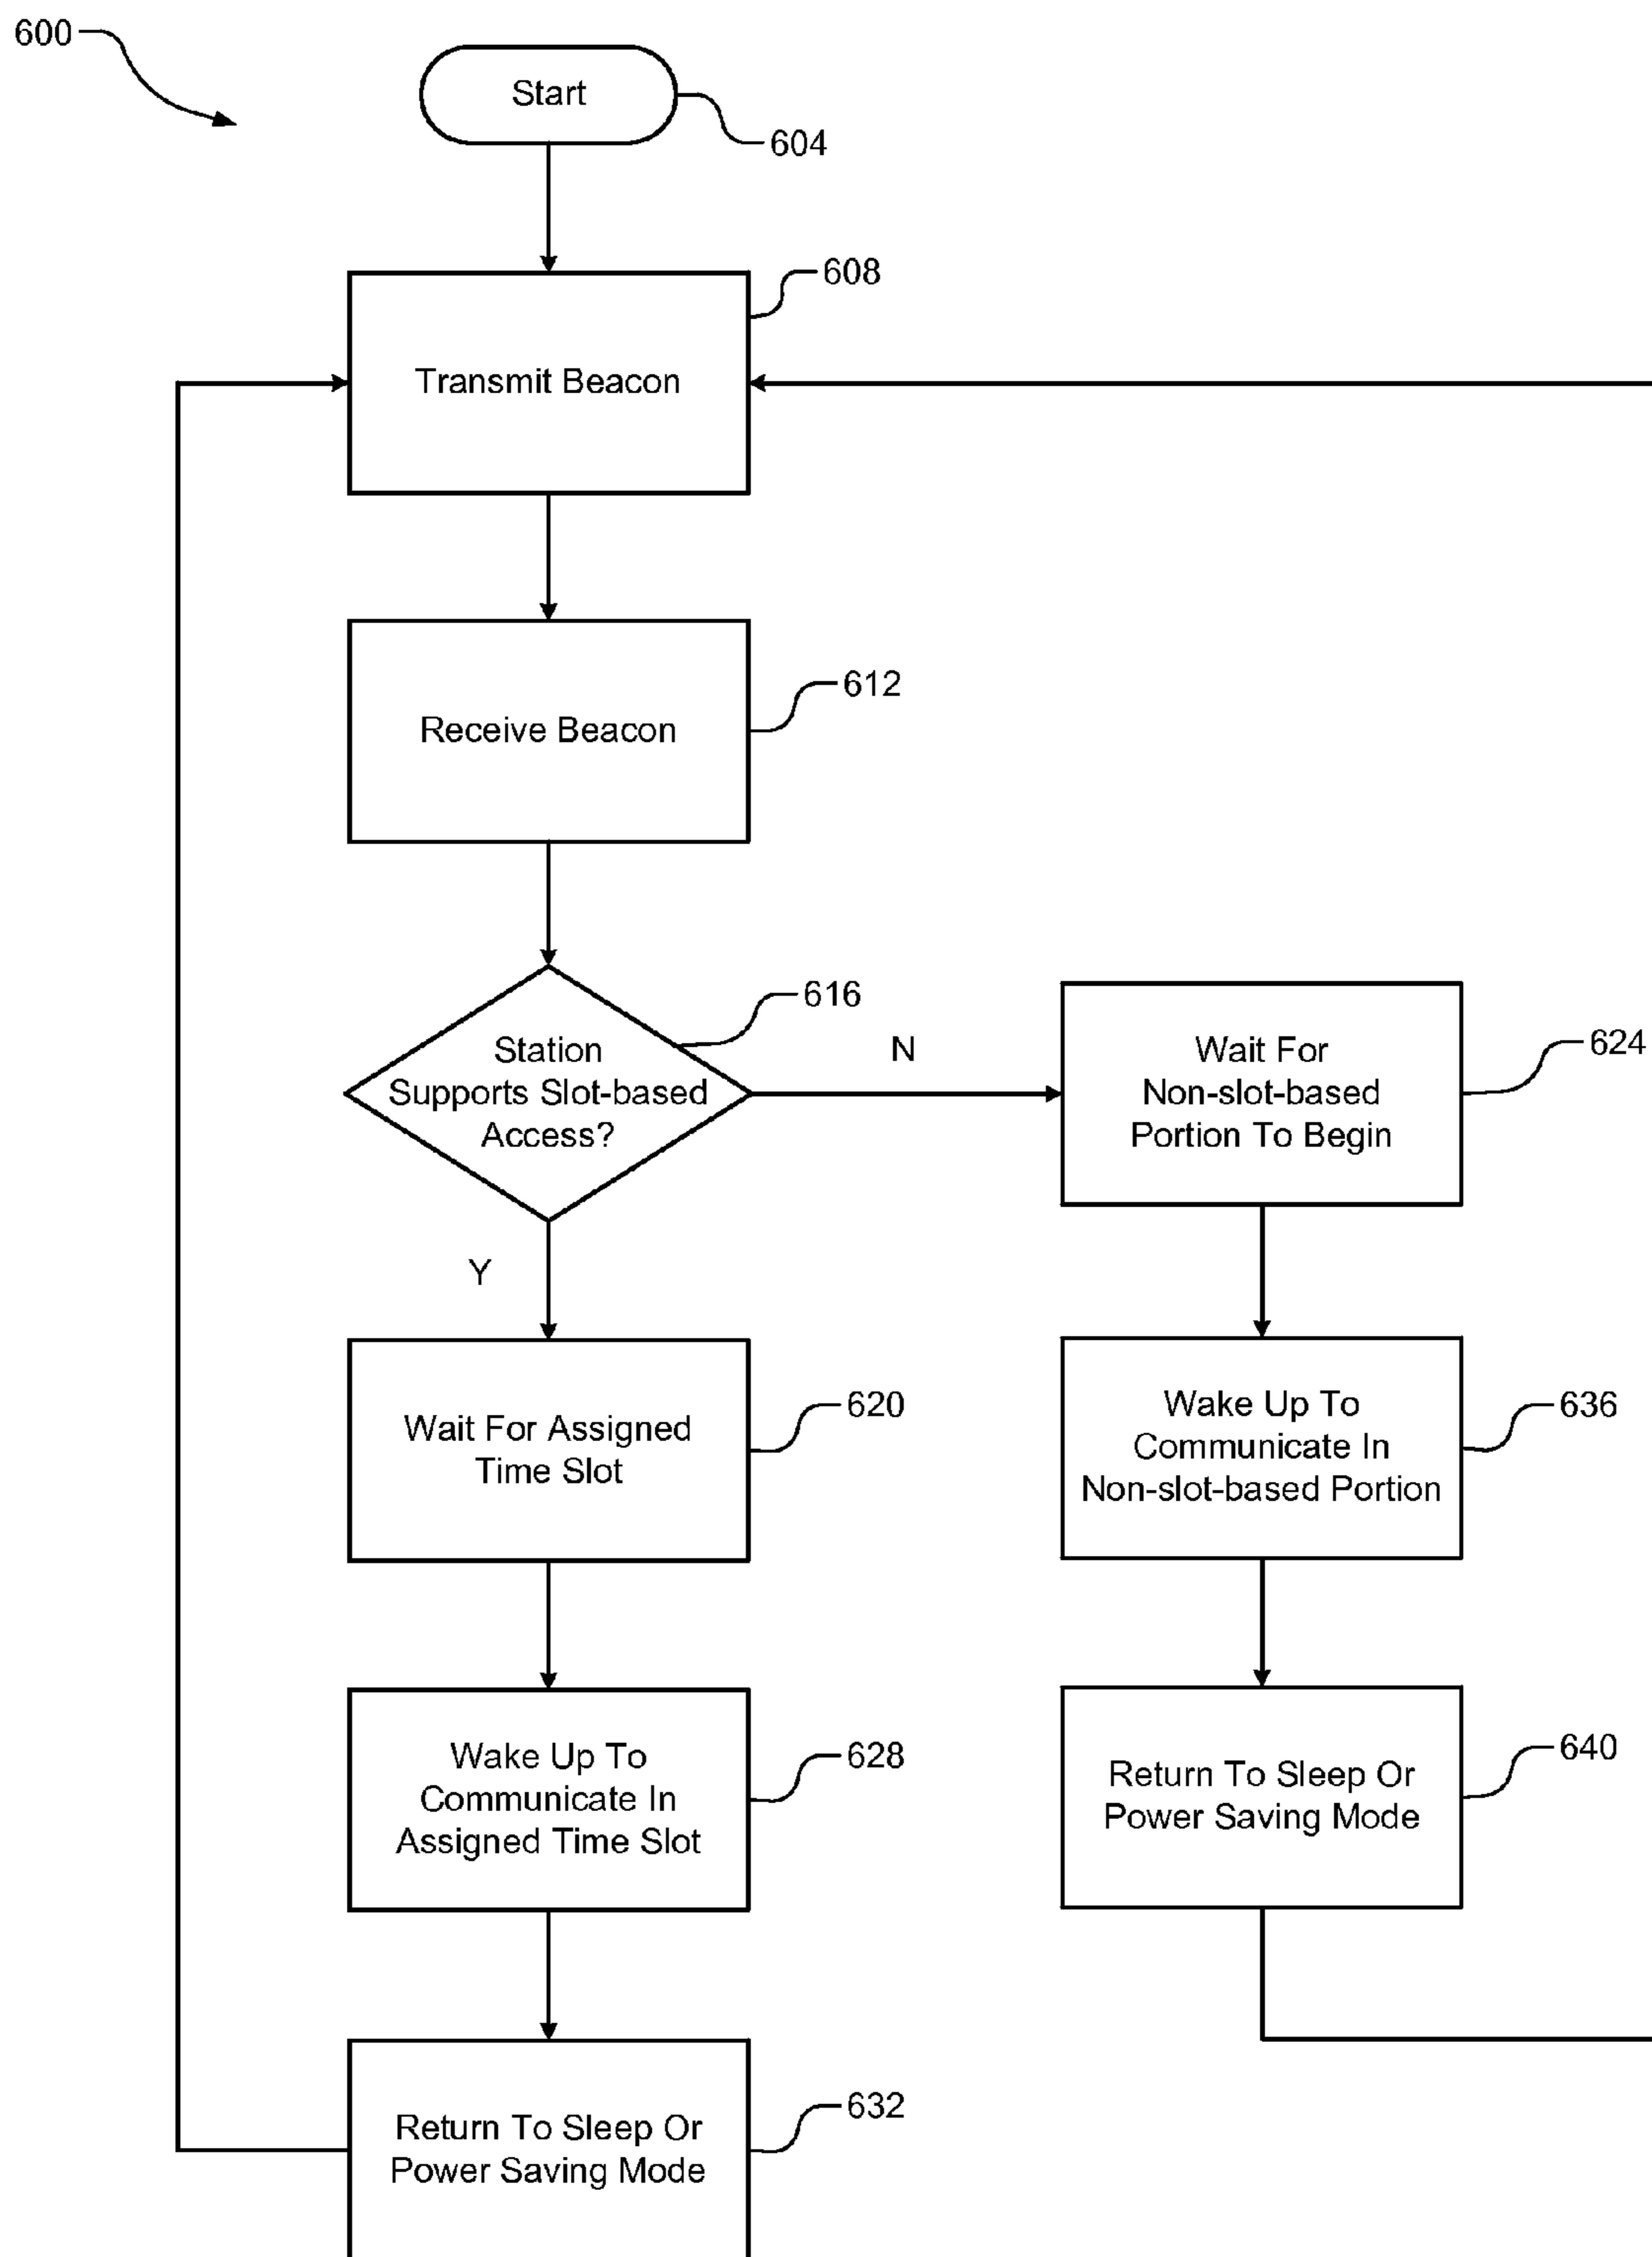 600
Start
604
608
Transmit Beacon
612
Receive Beacon
616
Station
Supports Slot-based
Access?
N
Wait For
Non-slot-based
Portion To Begin
624
Y
Wait For Assigned
Time Slot
620
Wake Up To
Communicate In
Non-slot-based Portion
636
Wake Up To
Communicate In
Assigned Time Slot
628
Return To Sleep Or
Power Saving Mode
640
Return To Sleep Or
Power Saving Mode
632